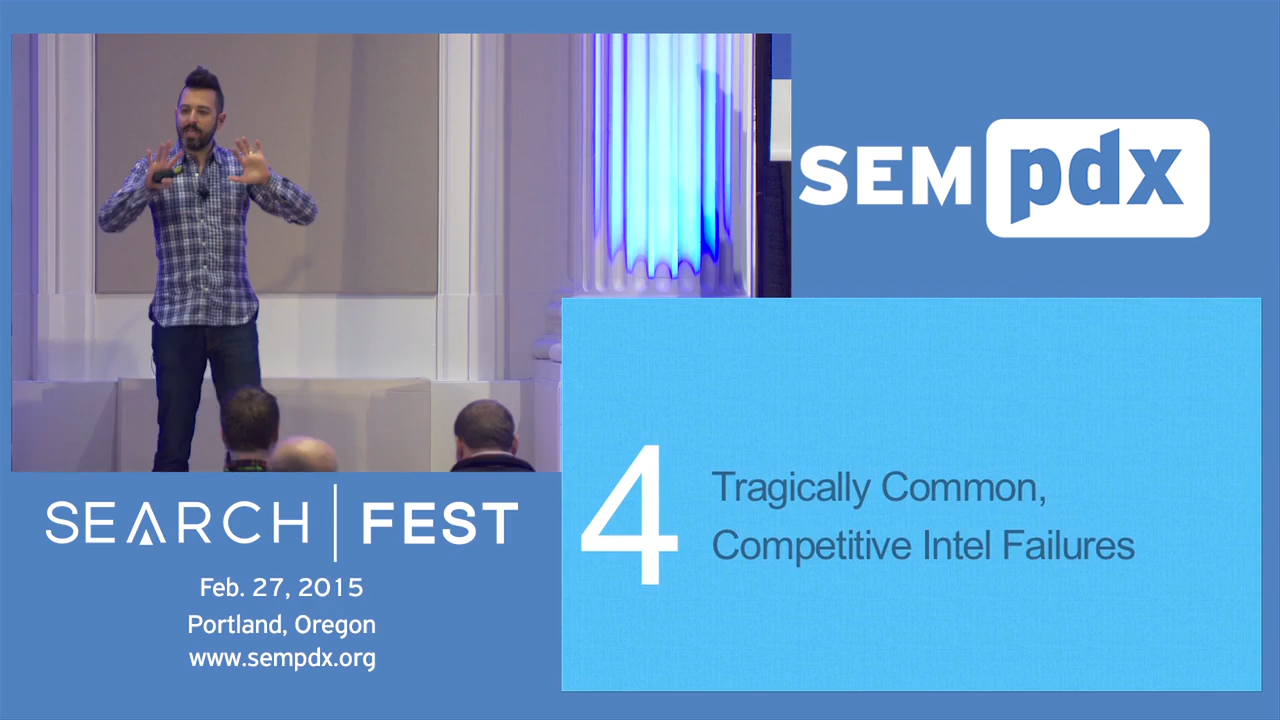 SEM pdx
SEARCH FEST
Feb. 27, 2015
Portland, Oregon
www.sempdx.org
4
Tragically Common,
Competitive Intel Failures